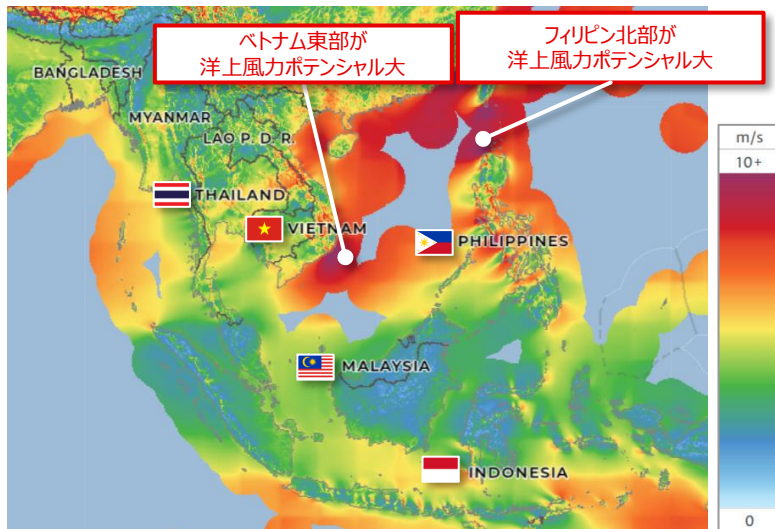 ベトナム東部が
洋上風力ポテンシャル大
フィリピン北部が
洋上風力ポテンシャル大
BANGLADESH
MYANMAR
LAO P. D. R.
THAILAND
VIETNAM
PHILIPPINES
MALAYSIA
INDONESIA
m/s
10+
0